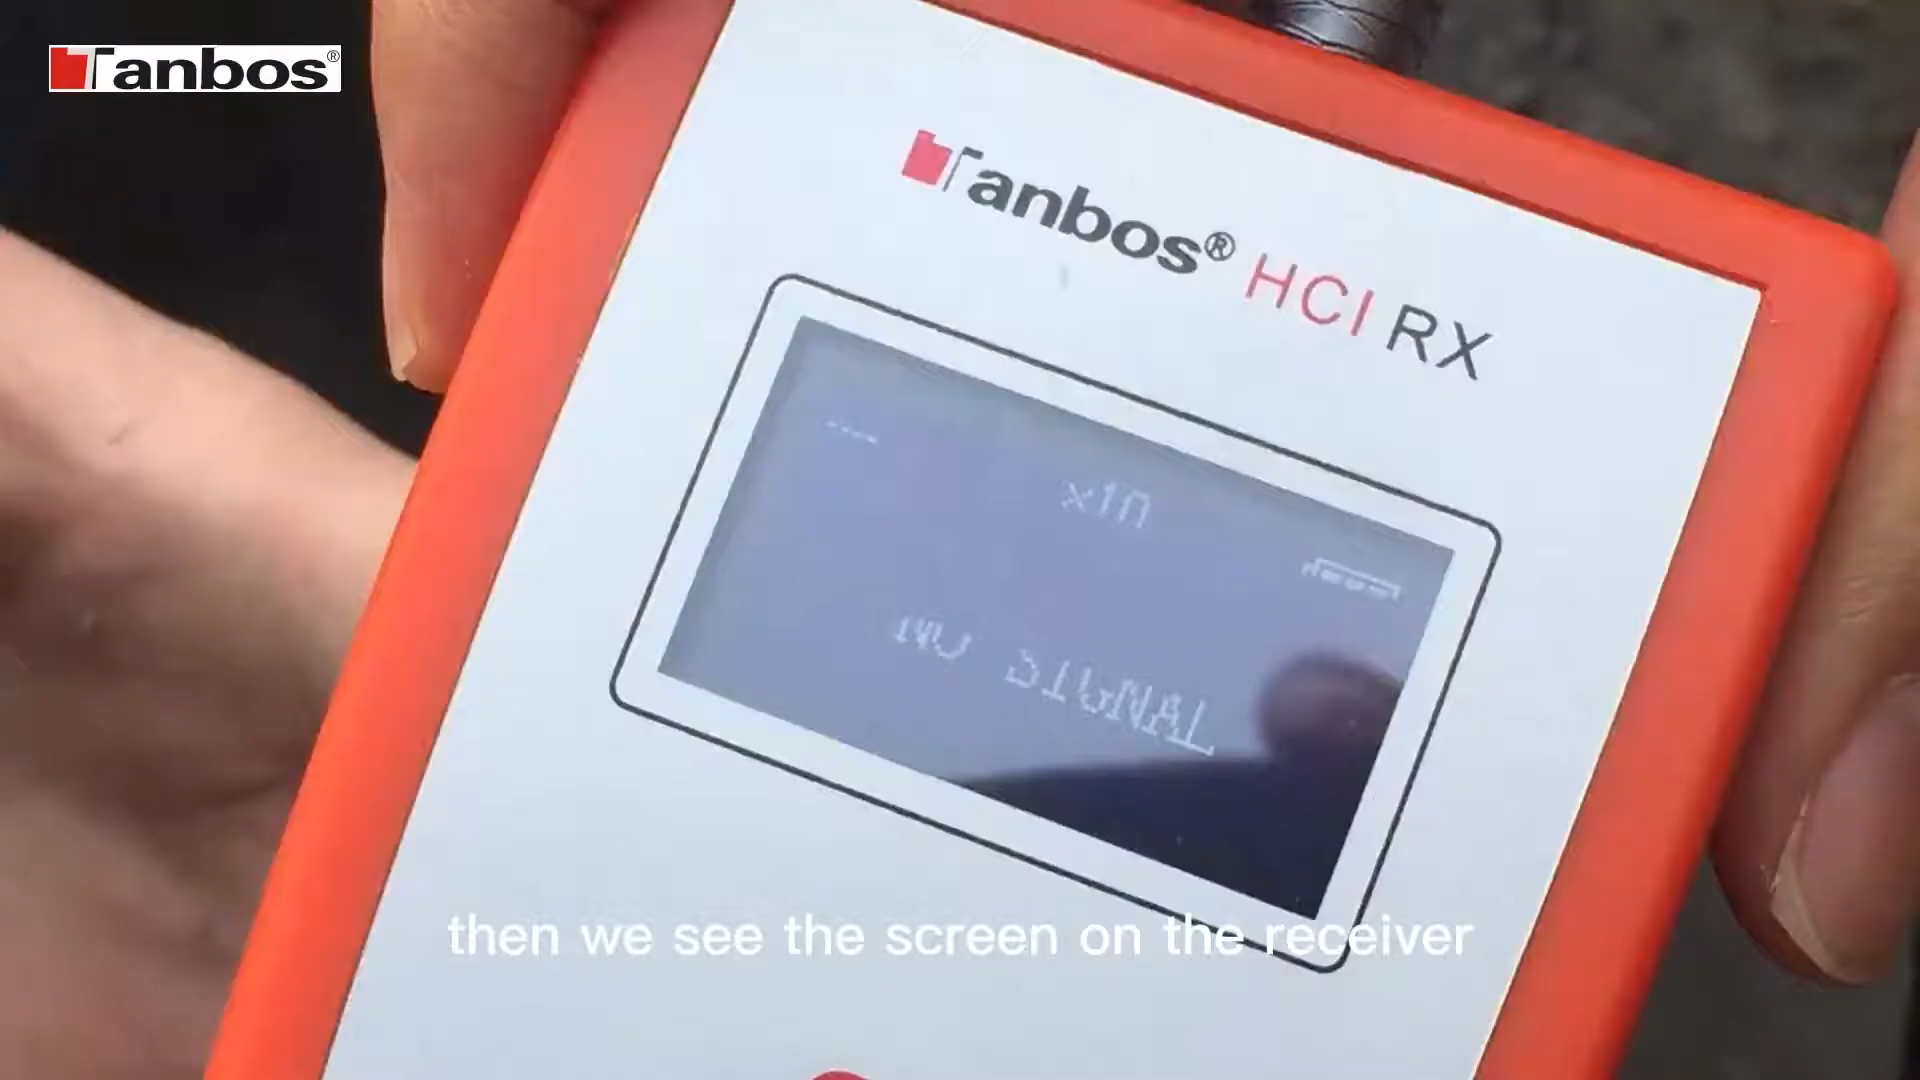 Tanbos®
Tanbos® HCI RX
x10
NO SIGNAL
then we see the screen on the receiver